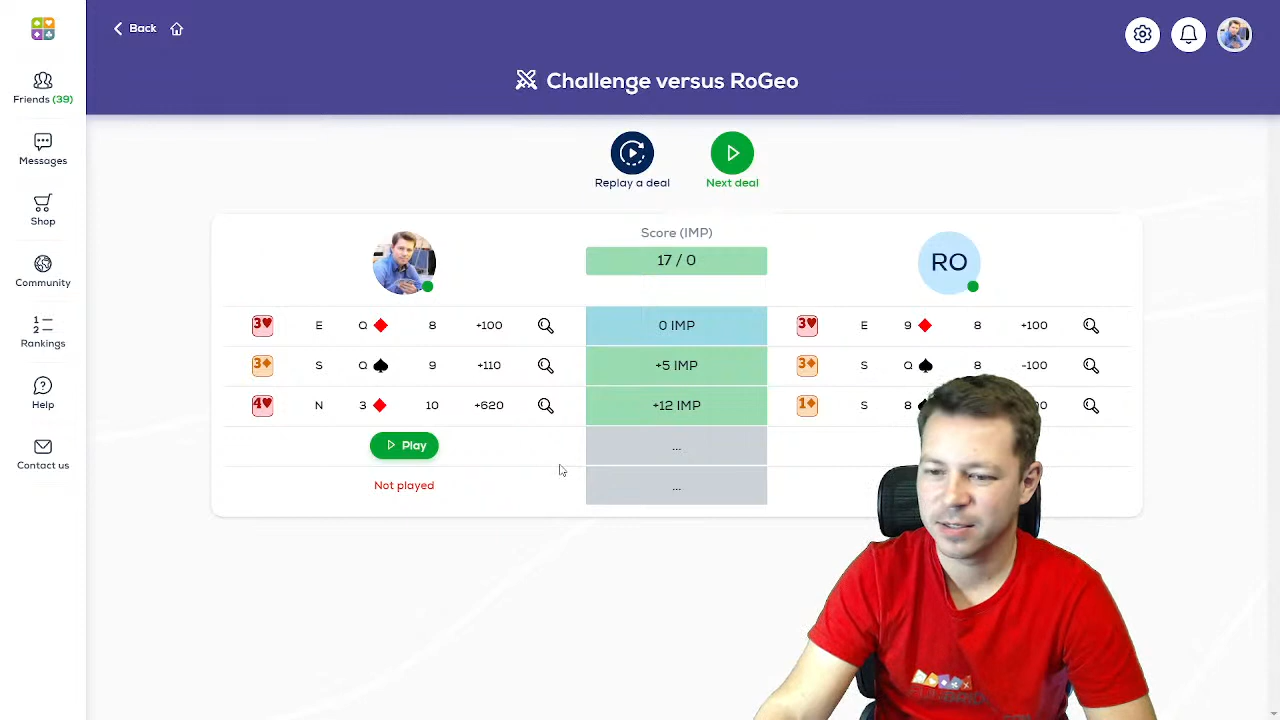 Back
Challenge versus RoGeo
Friends (39)
Messages
Shop
Community
Rankings
Help
Contact us
Replay a deal
Next deal
Score (IMP)
17 / 0
RO
3♥ E Q♦ 8 +100 0 IMP 3♥ E 9♦ 8 +100
3♦ S Q♠ 9 +110 +5 IMP 3♦ S Q♠ 8 -100
4♥ N 3♦ 10 +620 +12 IMP 1♦ S 8
Play ...
Not played ...